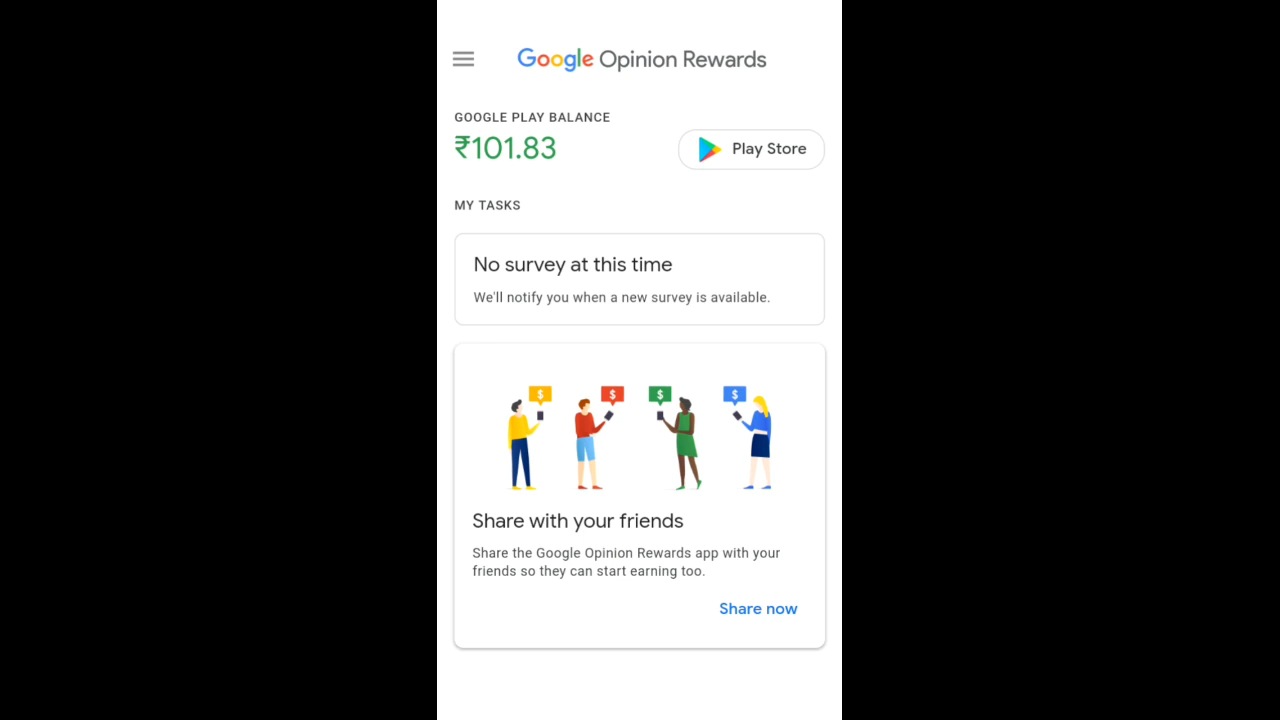 Google Opinion Rewards
GOOGLE PLAY BALANCE
₹101.83
Play Store
MY TASKS
No survey at this time
We'll notify you when a new survey is available.
$ $ $ $
Share with your friends
Share the Google Opinion Rewards app with your
friends so they can start earning too.
Share now